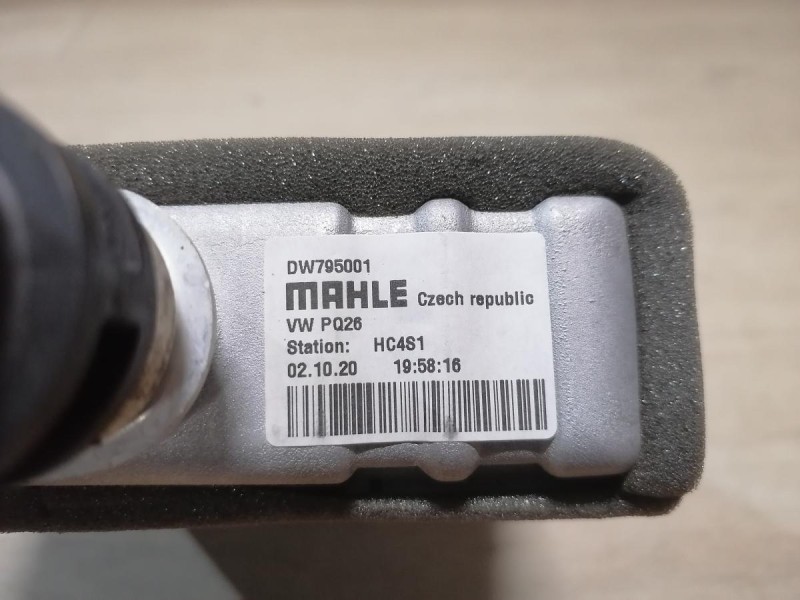 DW795001
MAHLE Czech republic
VW PQ26
Station: HC4S1
02.10.20 19:58:16